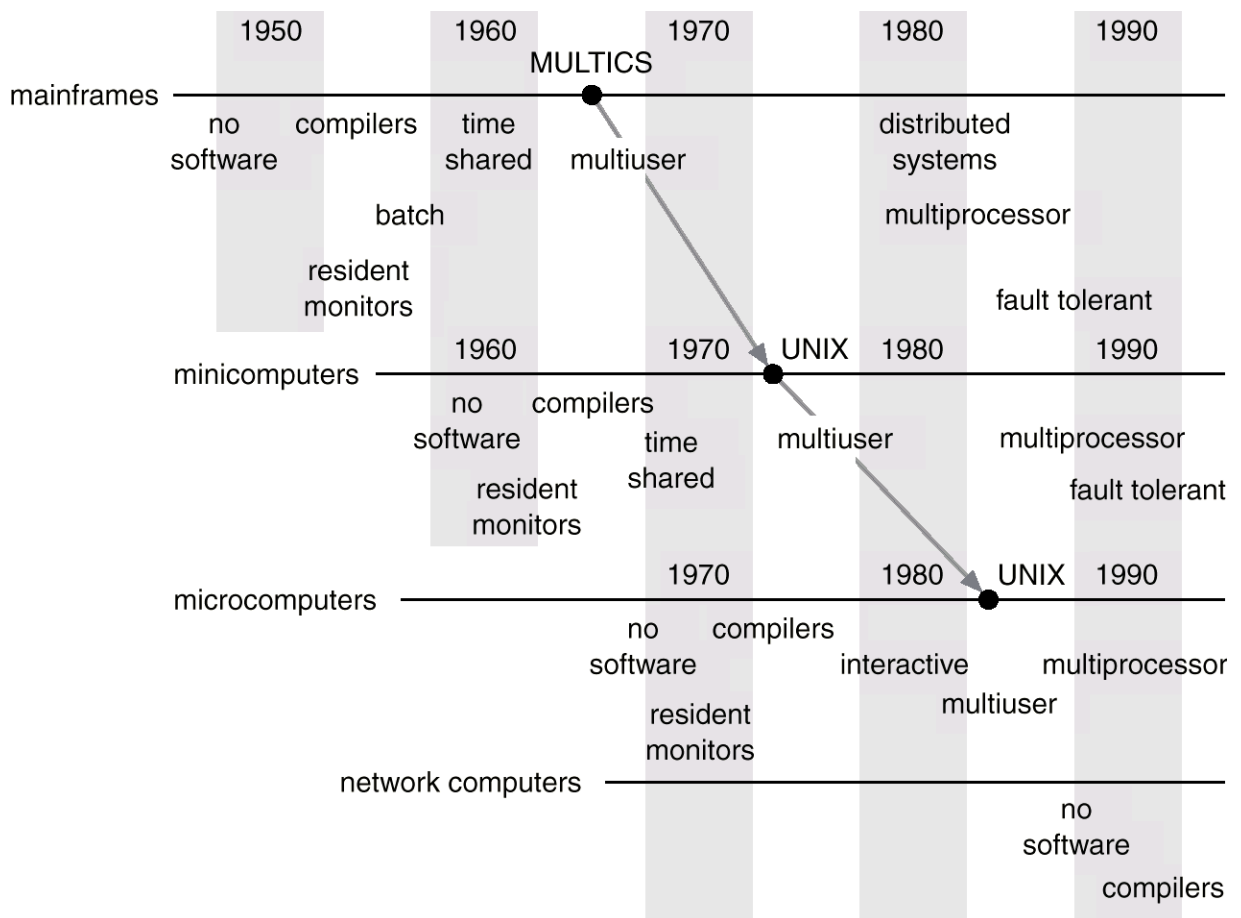 1950 1960 1970 1980 1990
MULTICS
mainframes
no compilers time distributed
software shared multiuser systems
batch multiprocessor
resident
monitors fault tolerant
1960 1970 UNIX 1980 1990
minicomputers
no compilers
software time multiuser multiprocessor
shared
resident fault tolerant
monitors
1970 1980 UNIX 1990
microcomputers
no compilers
software interactive multiprocessor
multiuser
resident
monitors
network computers
no
software
compilers